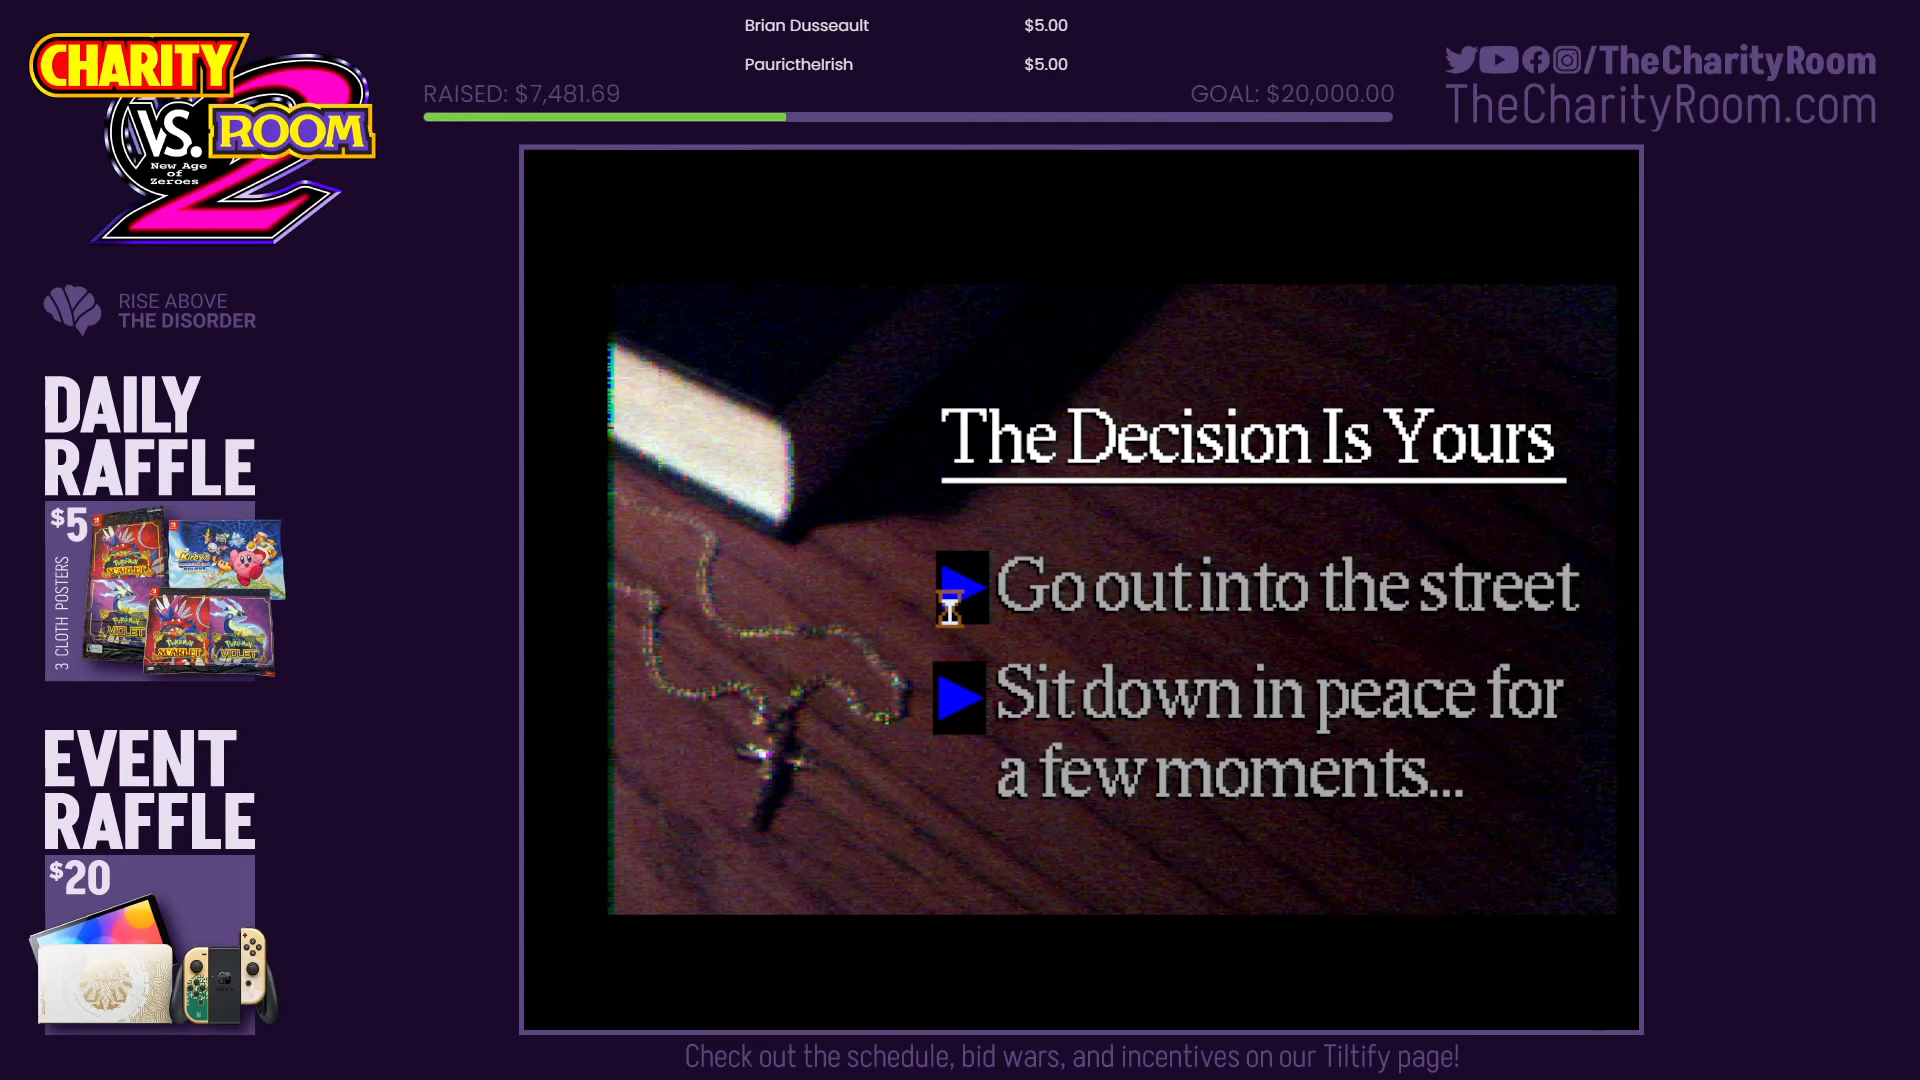 CHARITY
VS. ROOM
2
New Age
of
Zeroes
Brian Dusseault $5.00
PaurictheIrish $5.00
RAISED: $7,481.69 GOAL: $20,000.00
/TheCharityRoom
TheCharityRoom.com
RISE ABOVE
THE DISORDER
DAILY
RAFFLE
$5
3 CLOTH POSTERS
EVENT
RAFFLE
$20
The Decision Is Yours
Go out into the street
Sit down in peace for
a few moments...
Check out the schedule, bid wars, and incentives on our Tiltify page!